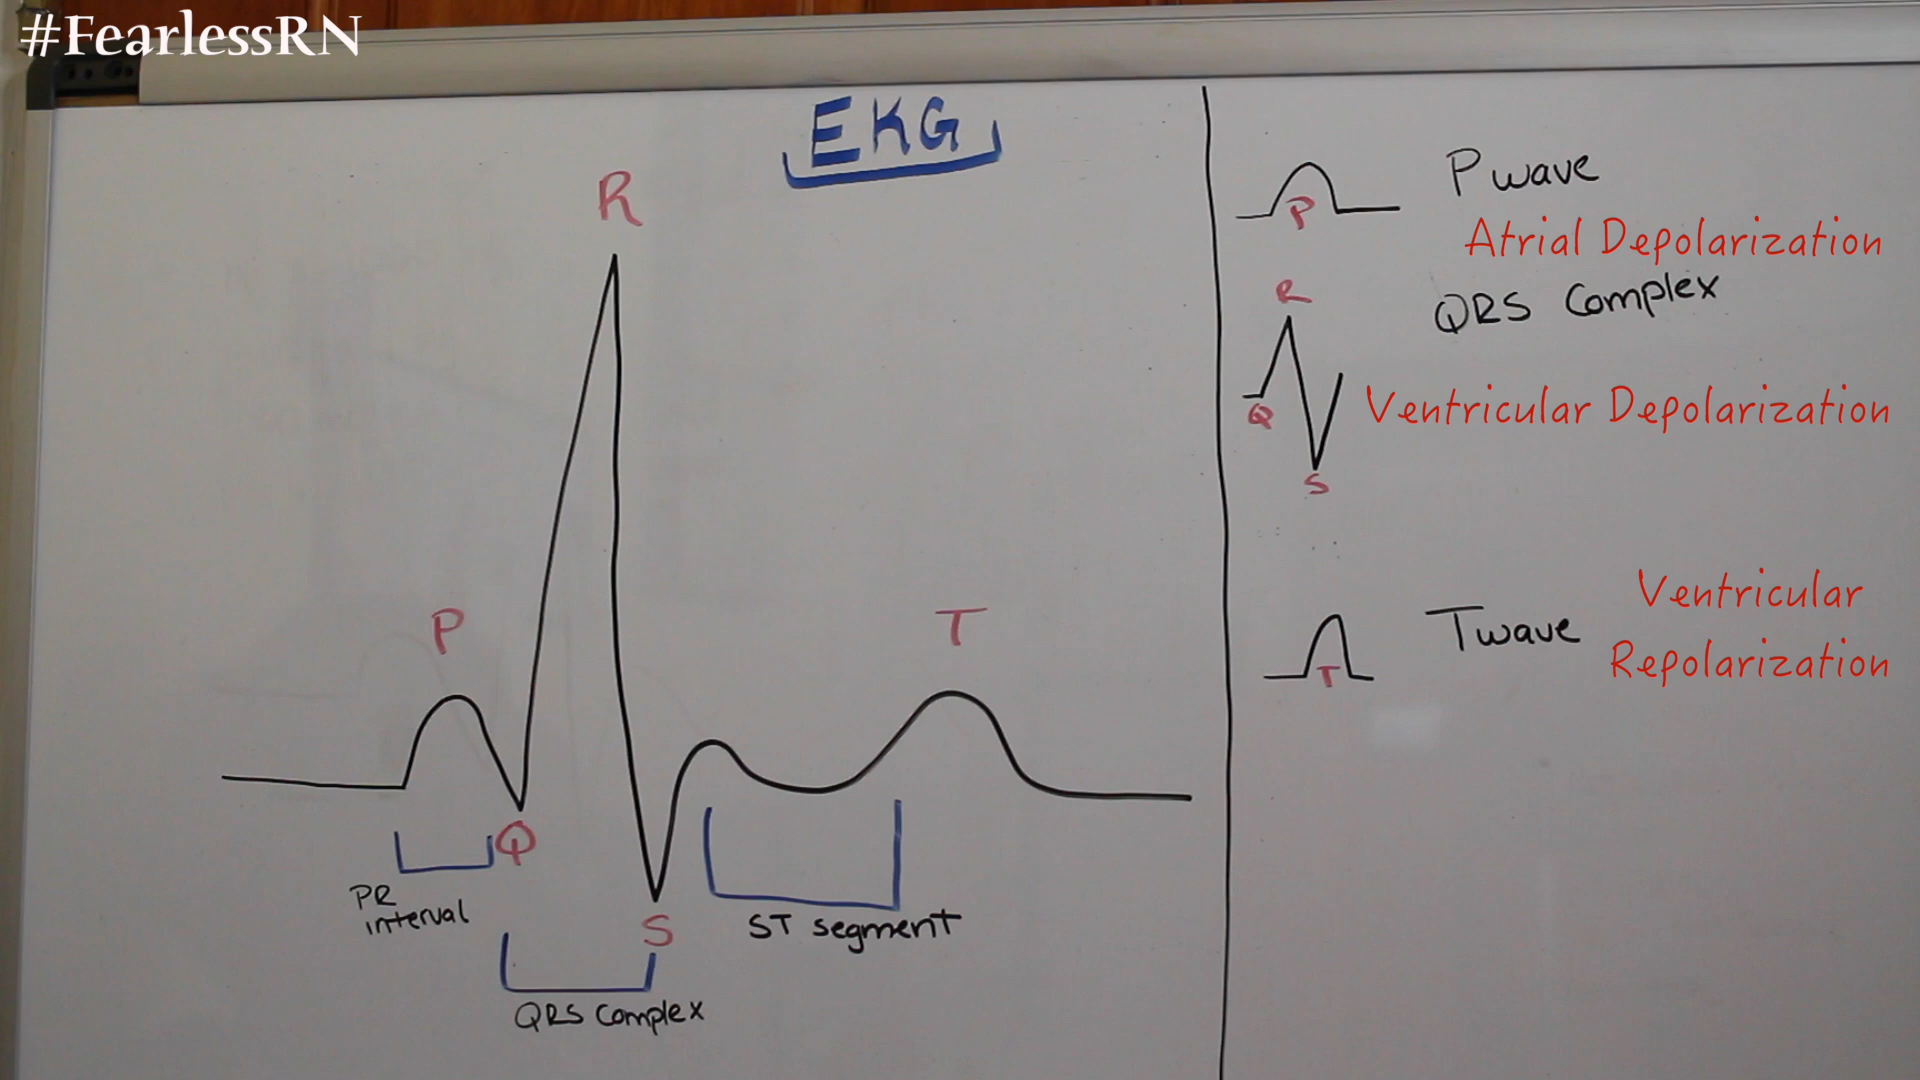 #FearlessRN
EKG
R
P
T
Q
PR
interval
S
ST segment
QRS Complex
P wave
P
Atrial Depolarization
R
QRS Complex
Q
Ventricular Depolarization
S
T wave
T
Ventricular
Repolarization